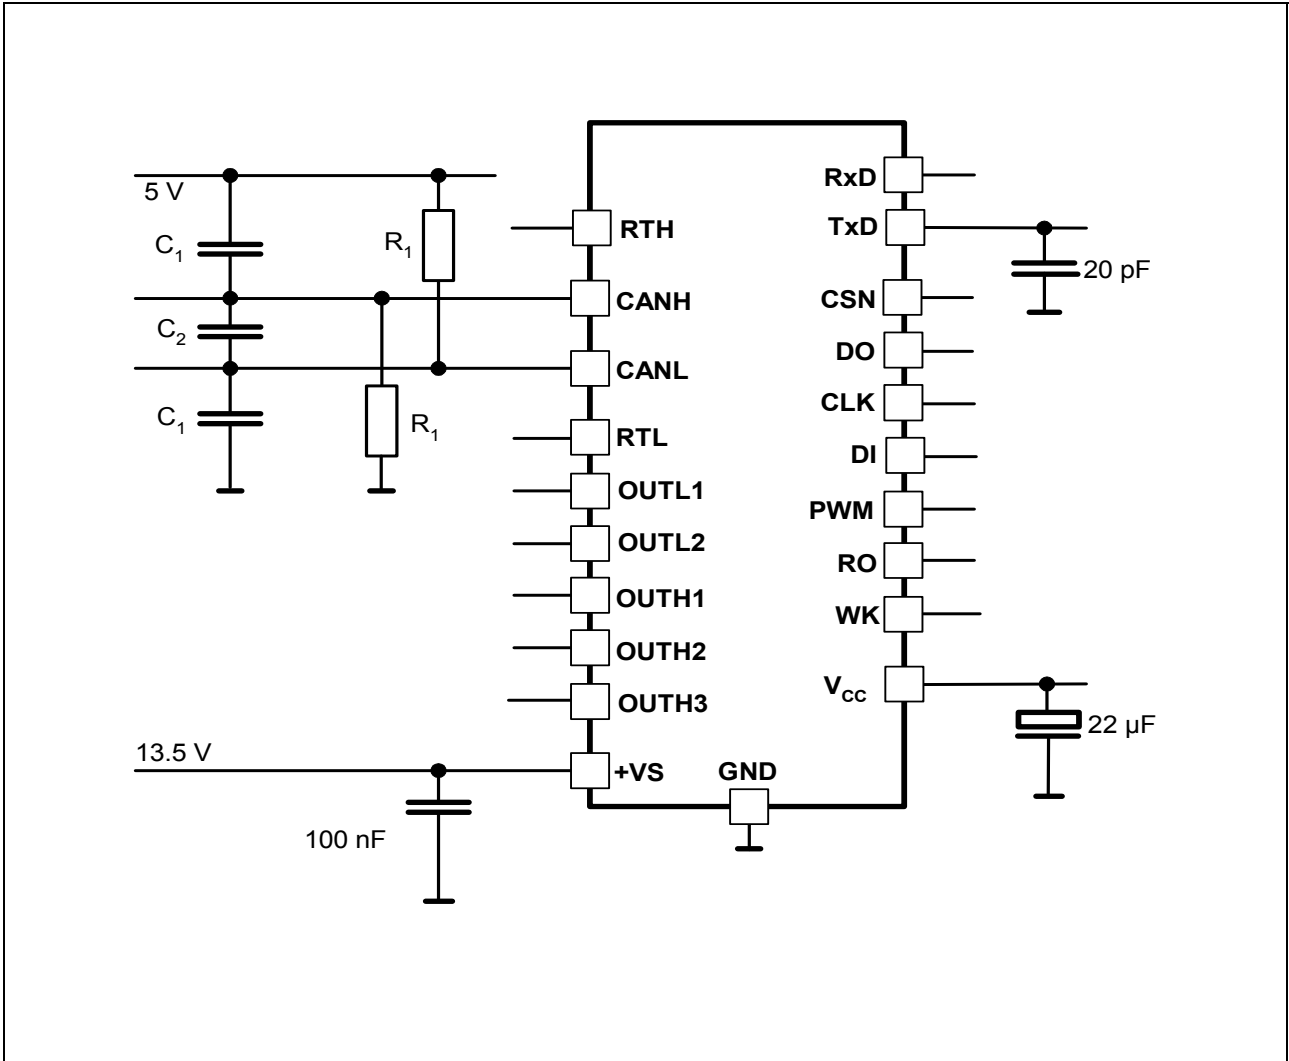 5 V
C1
R1
C2
C1
R1
13.5 V
100 nF
RTH
CANH
CANL
RTL
OUTL1
OUTL2
OUTH1
OUTH2
OUTH3
+VS
GND
RxD
TxD
CSN
DO
CLK
DI
PWM
RO
WK
VCC
20 pF
22 µF